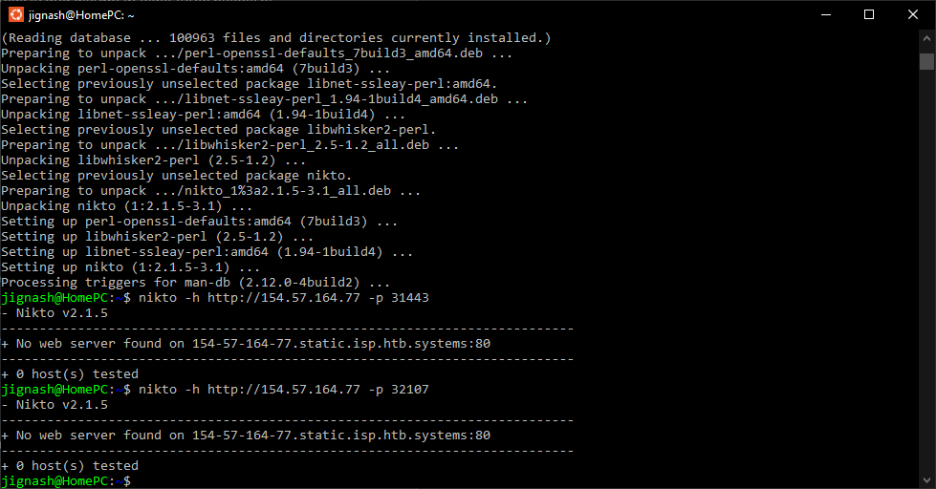 jignash@HomePC: ~
(Reading database ... 100963 files and directories currently installed.)
Preparing to unpack .../perl-openssl-defaults_7build3_amd64.deb ...
Unpacking perl-openssl-defaults:amd64 (7build3) ...
Selecting previously unselected package libnet-ssleay-perl:amd64.
Preparing to unpack .../libnet-ssleay-perl_1.94-1build4_amd64.deb ...
Unpacking libnet-ssleay-perl:amd64 (1.94-1build4) ...
Selecting previously unselected package libwhisker2-perl.
Preparing to unpack .../libwhisker2-perl_2.5-1.2_all.deb ...
Unpacking libwhisker2-perl (2.5-1.2) ...
Selecting previously unselected package nikto.
Preparing to unpack .../nikto_1%3a2.1.5-3.1_all.deb ...
Unpacking nikto (1:2.1.5-3.1) ...
Setting up perl-openssl-defaults:amd64 (7build3) ...
Setting up libwhisker2-perl (2.5-1.2) ...
Setting up libnet-ssleay-perl:amd64 (1.94-1build4) ...
Setting up nikto (1:2.1.5-3.1) ...
Processing triggers for man-db (2.12.0-4build2) ...
jignash@HomePC:~$ nikto -h http://154.57.164.77 -p 31443
- Nikto v2.1.5
---------------------------------------------------------------------------
+ No web server found on 154-57-164-77.static.isp.htb.systems:80
---------------------------------------------------------------------------
+ 0 host(s) tested
jignash@HomePC:~$ nikto -h http://154.57.164.77 -p 32107
- Nikto v2.1.5
---------------------------------------------------------------------------
+ No web server found on 154-57-164-77.static.isp.htb.systems:80
---------------------------------------------------------------------------
+ 0 host(s) tested
jignash@HomePC:~$